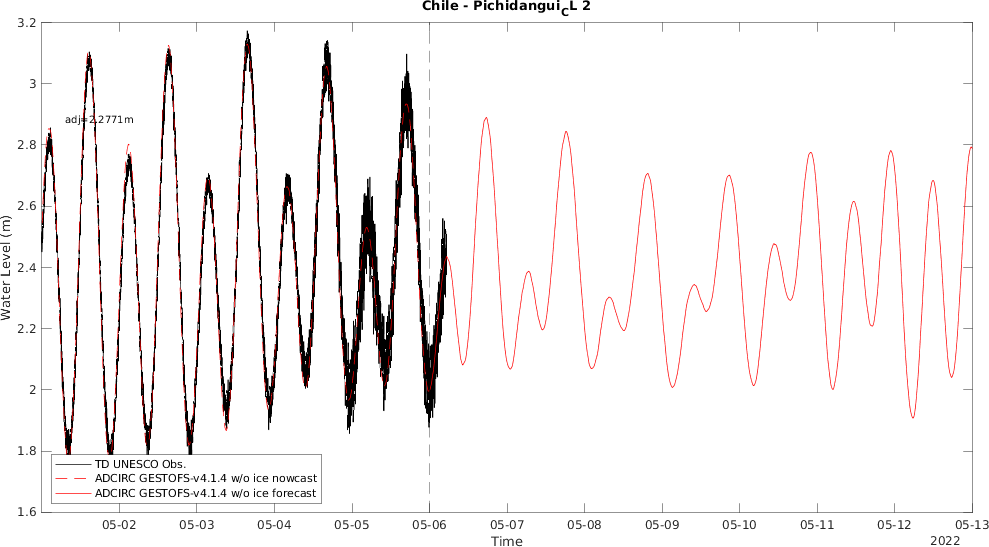 Chile - Pichidangui_CL 2
3.2
3
2.8
2.6
2.4
2.2
2
1.8
1.6
Water Level (m)
adj=2.2771m
TD UNESCO Obs.
ADCIRC GESTOFS-v4.1.4 w/o ice nowcast
ADCIRC GESTOFS-v4.1.4 w/o ice forecast
05-02 05-03 05-04 05-05 05-06 05-07 05-08 05-09 05-10 05-11 05-12 05-13
Time
2022